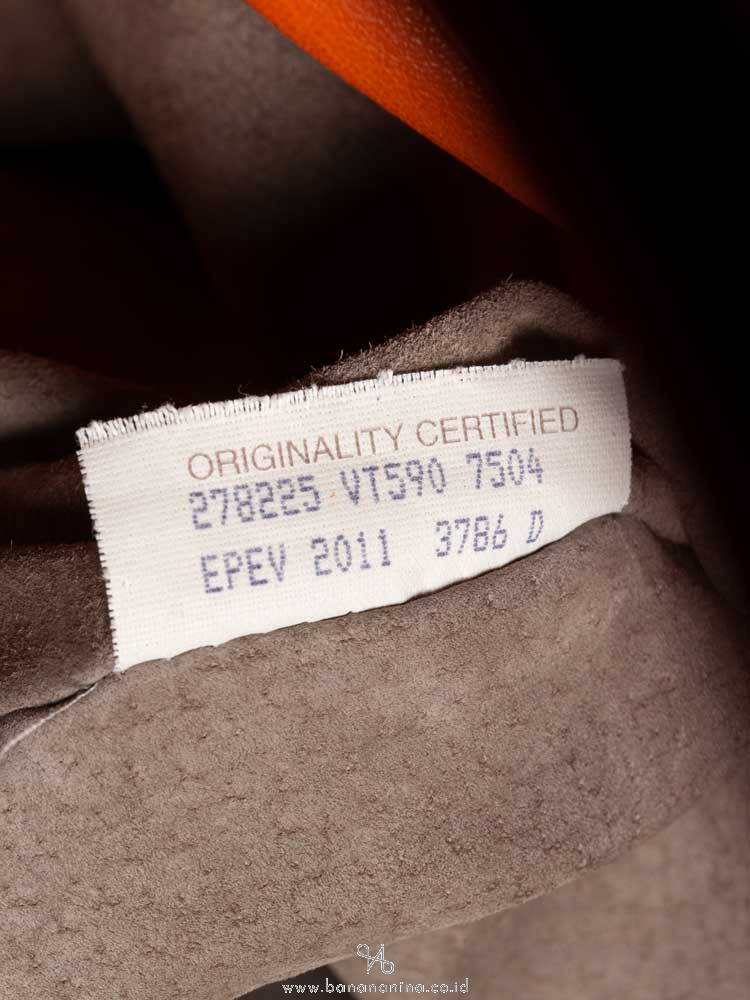 ORIGINALITY CERTIFIED
278225 VT590 7504
EPEV 2011 3786 D
www.banananina.co.id